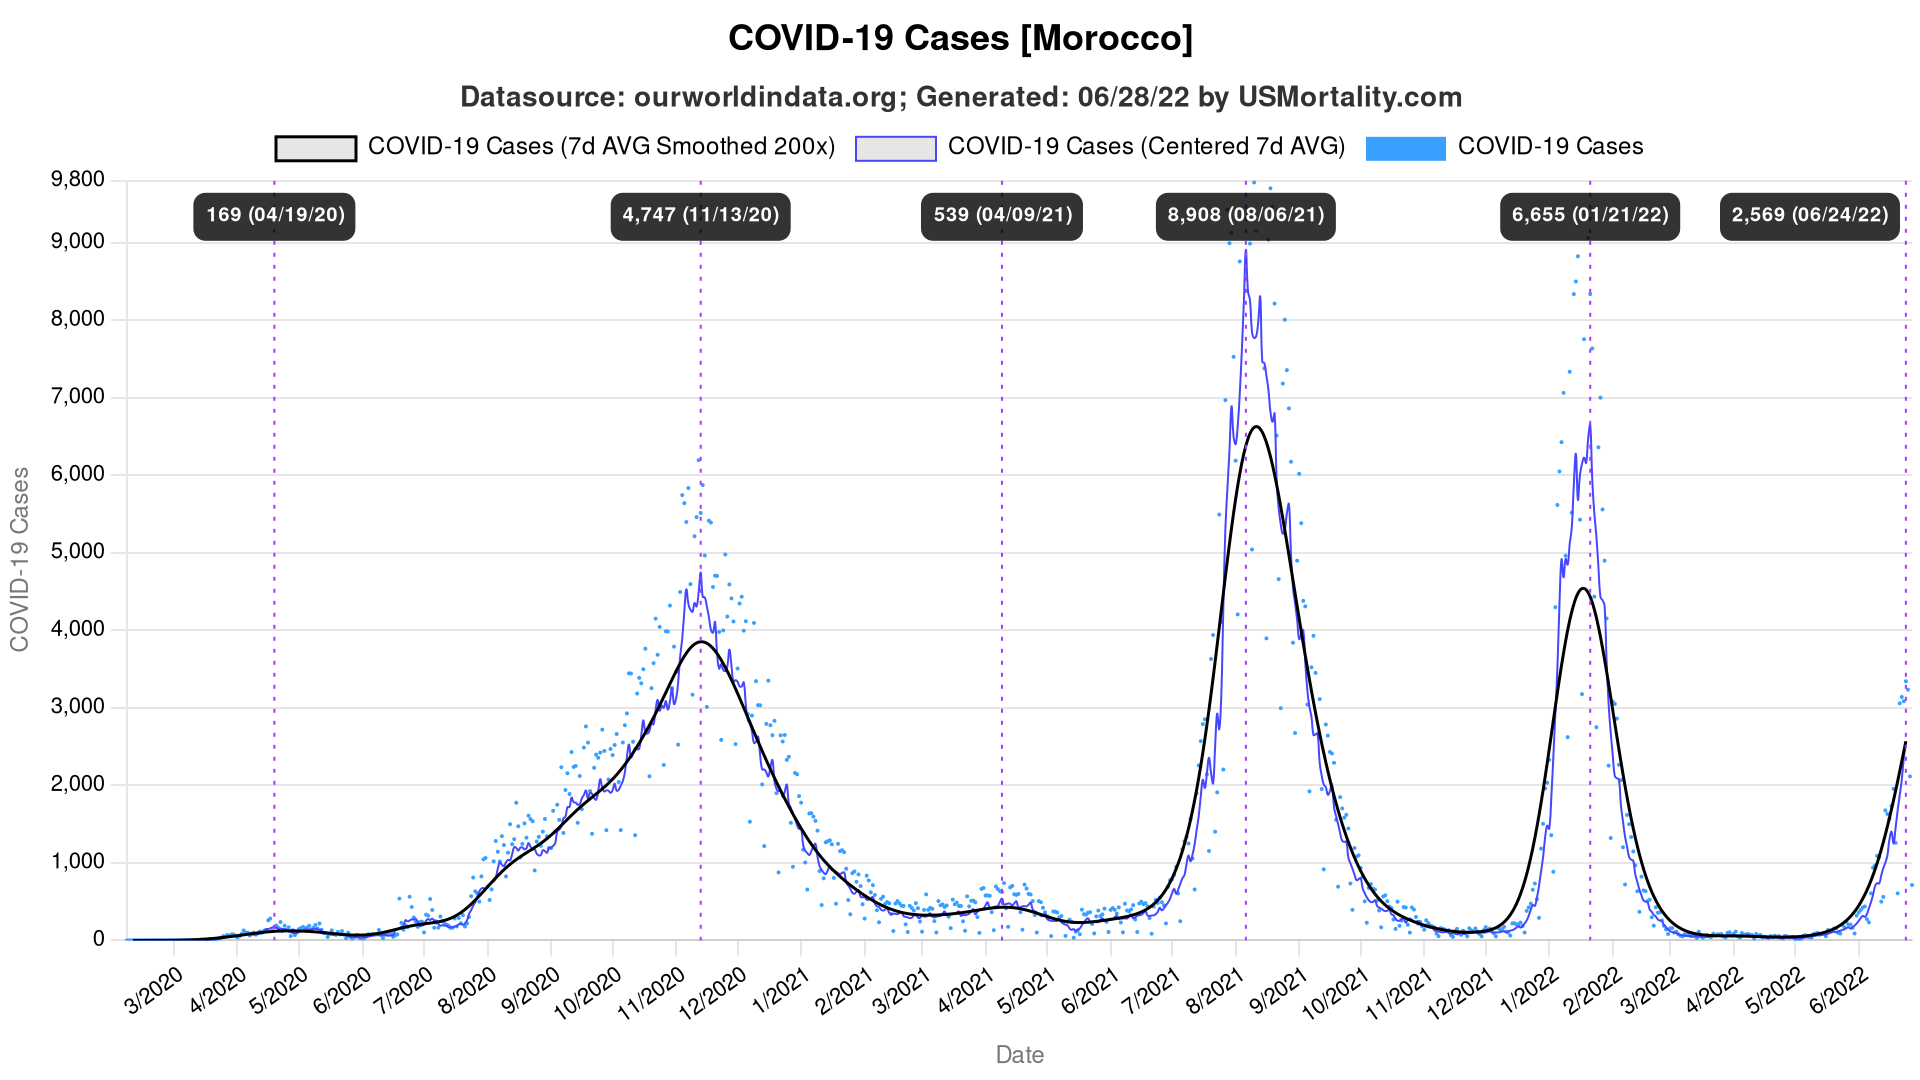 COVID-19 Cases [Morocco]
Datasource: ourworldindata.org; Generated: 06/28/22 by USMortality.com
COVID-19 Cases (7d AVG Smoothed 200x) COVID-19 Cases (Centered 7d AVG) COVID-19 Cases
169 (04/19/20) 4,747 (11/13/20) 539 (04/09/21) 8,908 (08/06/21) 6,655 (01/21/22) 2,569 (06/24/22)
9,800
9,000
8,000
7,000
6,000
5,000
4,000
3,000
2,000
1,000
0
COVID-19 Cases
3/2020 4/2020 5/2020 6/2020 7/2020 8/2020 9/2020 10/2020 11/2020 12/2020 1/2021 2/2021 3/2021 4/2021 5/2021 6/2021 7/2021 8/2021 9/2021 10/2021 11/2021 12/2021 1/2022 2/2022 3/2022 4/2022 5/2022 6/2022
Date